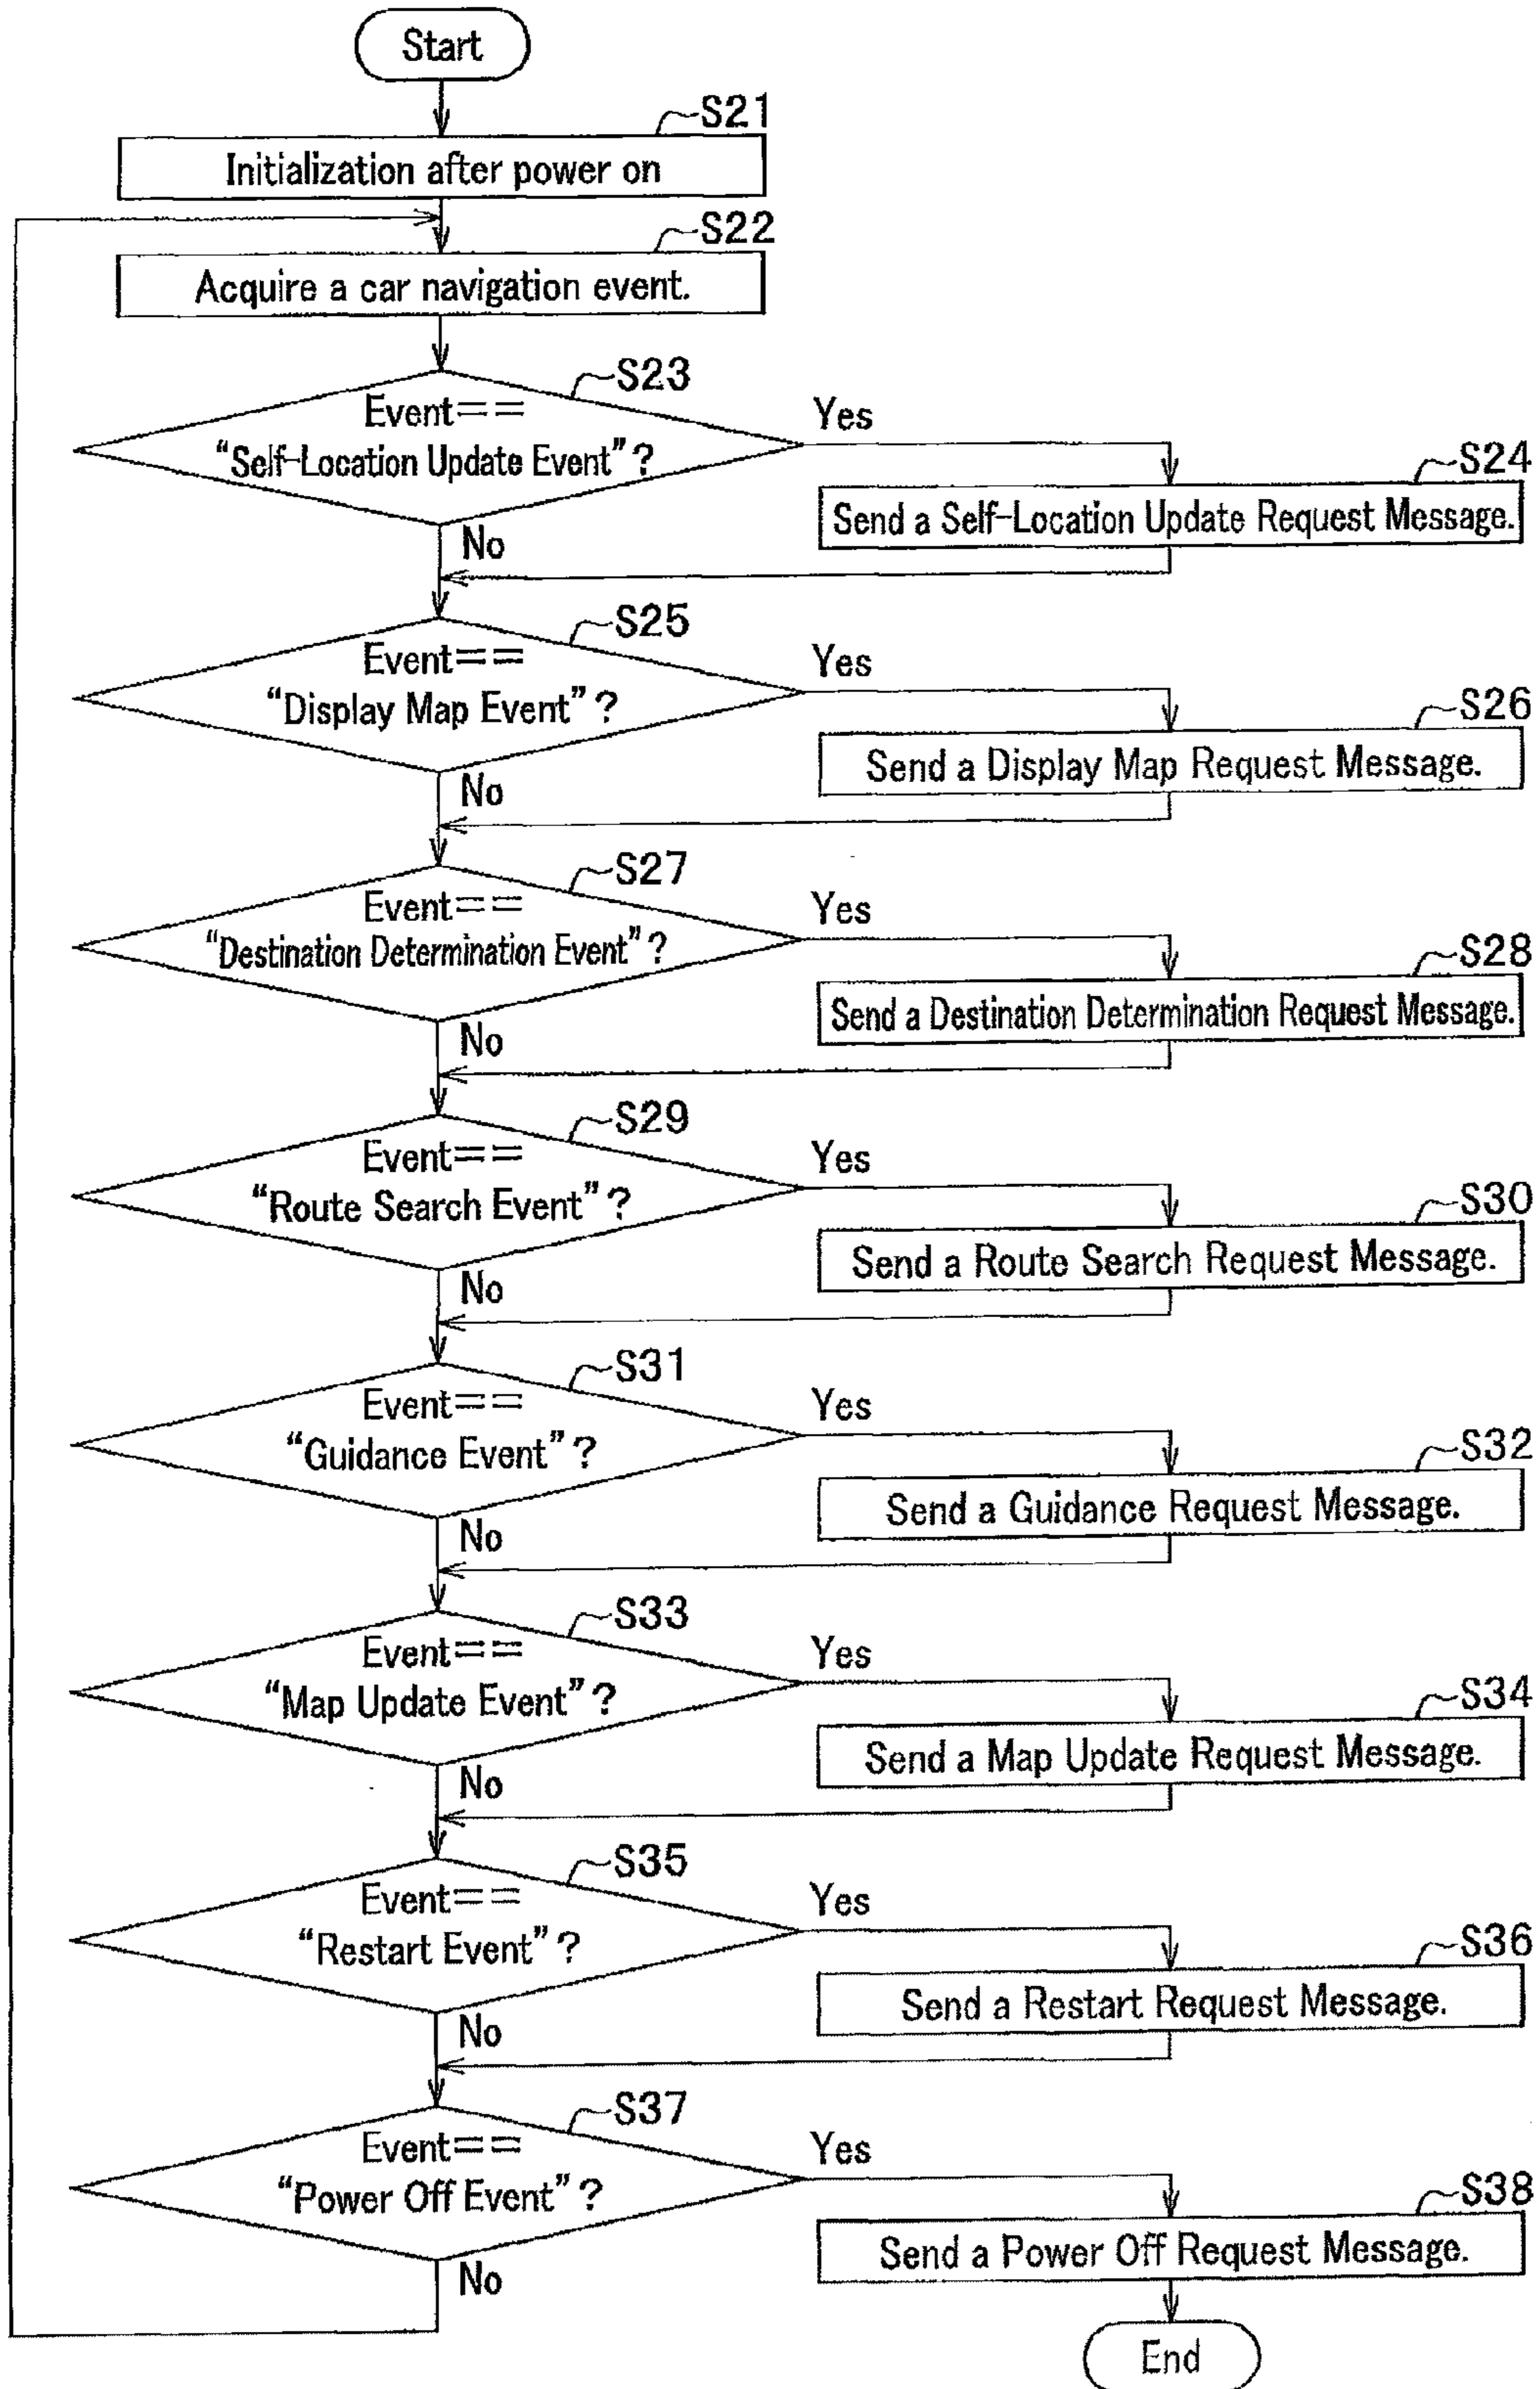 Start
S21
Initialization after power on
S22
Acquire a car navigation event.
S23
Event==
“Self-Location Update Event”?
Yes
S24
Send a Self-Location Update Request Message.
No
S25
Event==
“Display Map Event”?
Yes
S26
Send a Display Map Request Message.
No
S27
Event==
“Destination Determination Event”?
Yes
S28
Send a Destination Determination Request Message.
No
S29
Event==
“Route Search Event”?
Yes
S30
Send a Route Search Request Message.
No
S31
Event==
“Guidance Event”?
Yes
S32
Send a Guidance Request Message.
No
S33
Event==
“Map Update Event”?
Yes
S34
Send a Map Update Request Message.
No
S35
Event==
“Restart Event”?
Yes
S36
Send a Restart Request Message.
No
S37
Event==
“Power Off Event”?
Yes
S38
Send a Power Off Request Message.
No
End